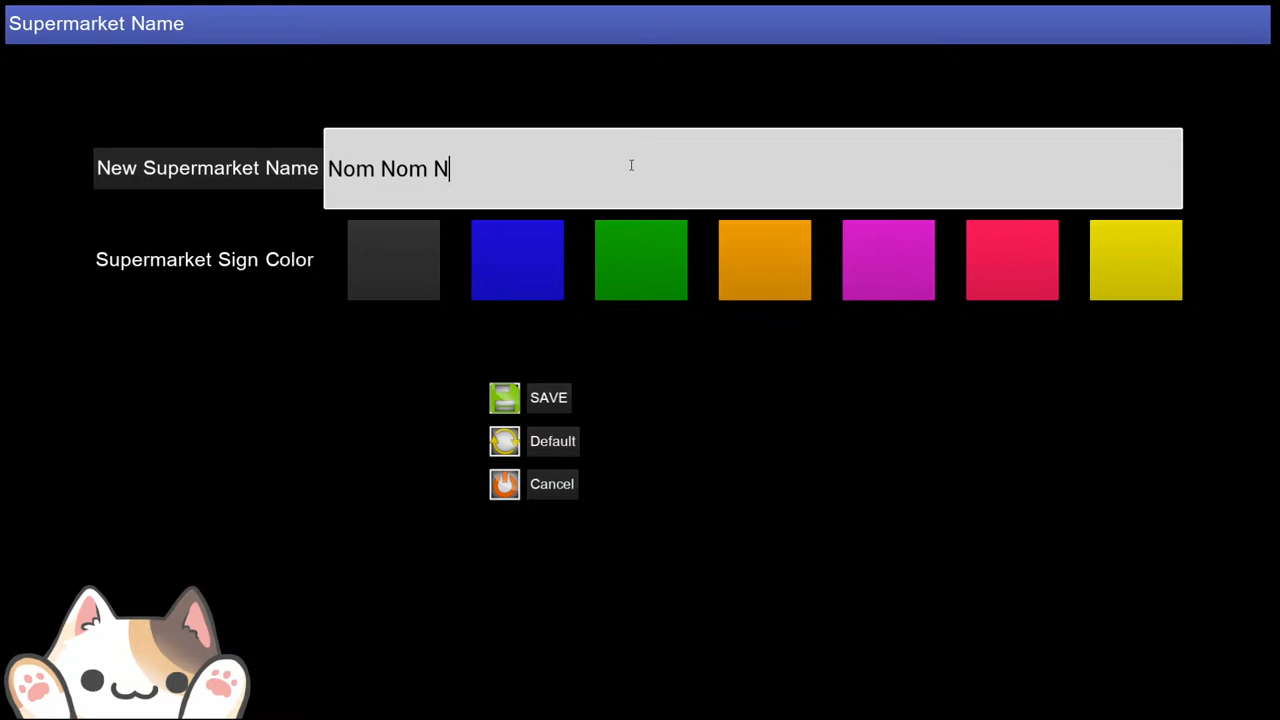 Supermarket Name
New Supermarket Name Nom Nom N
Supermarket Sign Color
SAVE
Default
Cancel